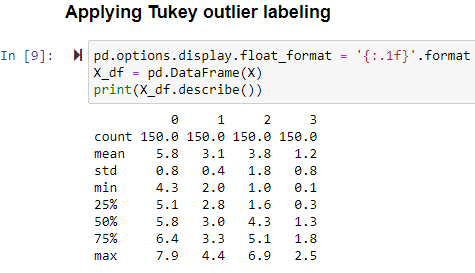 Applying Tukey outlier labeling
In [9]:
pd.options.display.float_format = '{:.1f}'.format
X_df = pd.DataFrame(X)
print(X_df.describe())
0 1 2 3
count 150.0 150.0 150.0 150.0
mean 5.8 3.1 3.8 1.2
std 0.8 0.4 1.8 0.8
min 4.3 2.0 1.0 0.1
25% 5.1 2.8 1.6 0.3
50% 5.8 3.0 4.3 1.3
75% 6.4 3.3 5.1 1.8
max 7.9 4.4 6.9 2.5